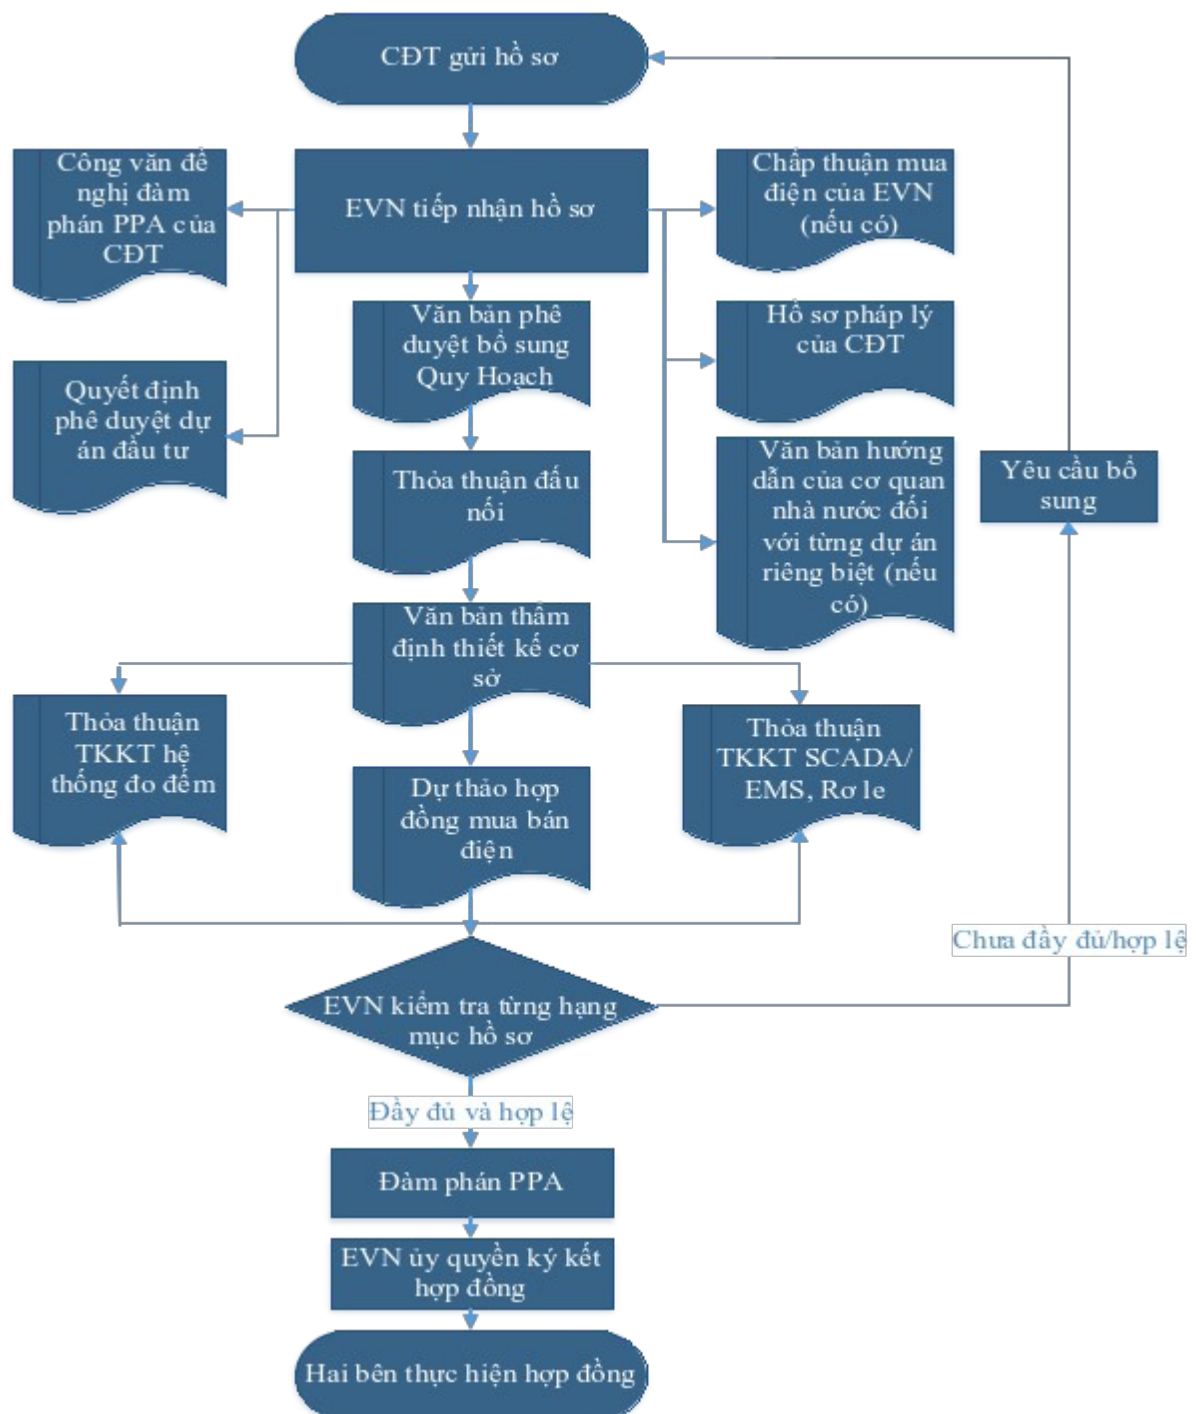 CĐT gửi hồ sơ
Công văn đề
nghị đàm
phán PPA của
CĐT
EVN tiếp nhận hồ sơ
Chấp thuận mua
điện của EVN
(nếu có)
Văn bản phê
duyệt bổ sung
Quy Hoạch
Hồ sơ pháp lý
của CĐT
Quyết định
phê duyệt dự
án đầu tư
Thỏa thuận đấu
nối
Văn bản hướng
dẫn của cơ quan
nhà nước đối
với từng dự án
riêng biệt (nếu
có)
Yêu cầu bổ
sung
Văn bản thẩm
định thiết kế cơ
sở
Thỏa thuận
TKKT hệ
thống đo đếm
Thỏa thuận
TKKT SCADA/
EMS, Rơ le
Dự thảo hợp
đồng mua bán
điện
Chưa đầy đủ/hợp lệ
EVN kiểm tra từng hạng
mục hồ sơ
Đầy đủ và hợp lệ
Đàm phán PPA
EVN ủy quyền ký kết
hợp đồng
Hai bên thực hiện hợp đồng